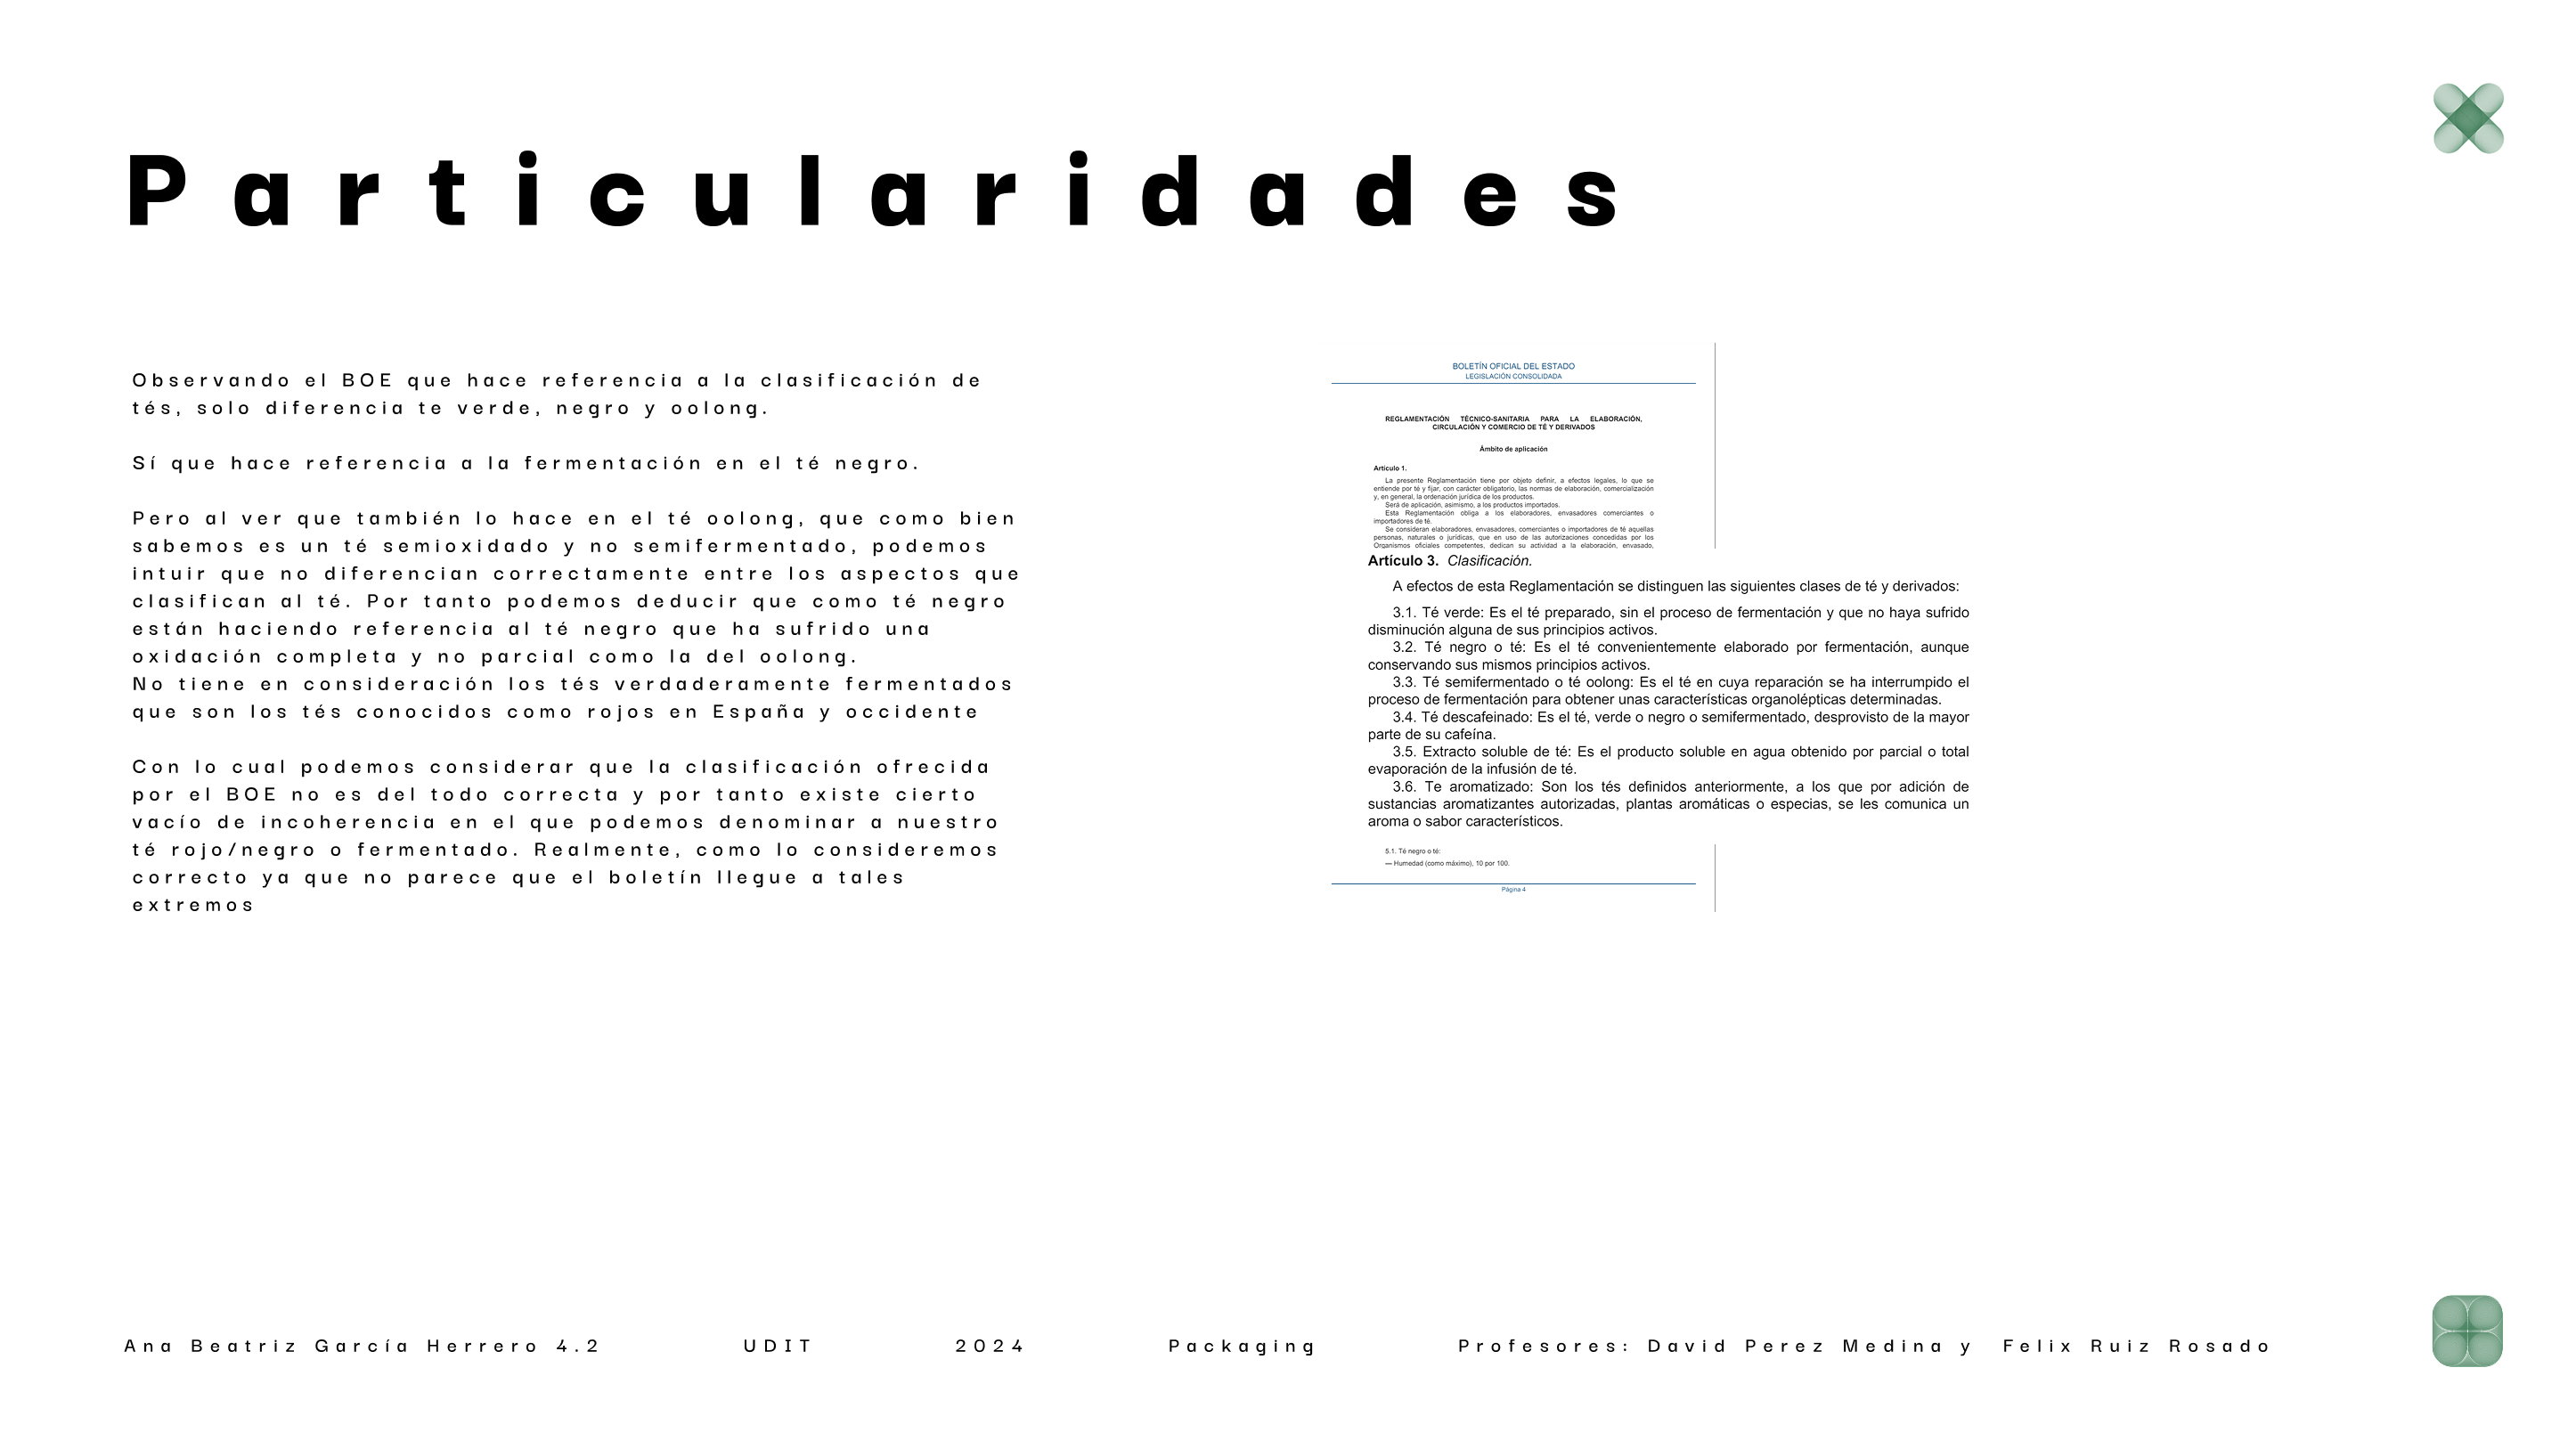 Particularidades
Observando el BOE que hace referencia a la clasificación de
tés, solo diferencia te verde, negro y oolong.
Sí que hace referencia a la fermentación en el té negro.
Pero al ver que también lo hace en el té oolong, que como bien
sabemos es un té semioxidado y no semifermentado, podemos
intuir que no diferencian correctamente entre los aspectos que
clasifican al té. Por tanto podemos deducir que como té negro
están haciendo referencia al té negro que ha sufrido una
oxidación completa y no parcial como la del oolong.
No tiene en consideración los tés verdaderamente fermentados
que son los tés conocidos como rojos en España y occidente
Con lo cual podemos considerar que la clasificación ofrecida
por el BOE no es del todo correcta y por tanto existe cierto
vacío de incoherencia en el que podemos denominar a nuestro
té rojo/negro o fermentado. Realmente, como lo consideremos
correcto ya que no parece que el boletín llegue a tales
extremos
BOLETÍN OFICIAL DEL ESTADO
LEGISLACIÓN CONSOLIDADA
REGLAMENTACIÓN TÉCNICO-SANITARIA PARA LA ELABORACIÓN,
CIRCULACIÓN Y COMERCIO DE TÉ Y DERIVADOS
Ámbito de aplicación
Artículo 1.
La presente Reglamentación tiene por objeto definir, a efectos legales, lo que se
entiende por té y fijar, con carácter obligatorio, las normas de elaboración, comercialización
y, en general, la ordenación jurídica de los productos.
Será de aplicación, asimismo, a los productos importados.
Esta Reglamentación obliga a los elaboradores, envasadores comerciantes o
importadores de té.
Se consideran elaboradores, envasadores, comerciantes o importadores de té aquellas
personas, naturales o jurídicas, que en uso de las autorizaciones concedidas por los
Organismos oficiales competentes, dedican su actividad a la elaboración, envasado,
Artículo 3. Clasificación.
A efectos de esta Reglamentación se distinguen las siguientes clases de té y derivados:
3.1. Té verde: Es el té preparado, sin el proceso de fermentación y que no haya sufrido
disminución alguna de sus principios activos.
3.2. Té negro o té: Es el té convenientemente elaborado por fermentación, aunque
conservando sus mismos principios activos.
3.3. Té semifermentado o té oolong: Es el té en cuya reparación se ha interrumpido el
proceso de fermentación para obtener unas características organolépticas determinadas.
3.4. Té descafeinado: Es el té, verde o negro o semifermentado, desprovisto de la mayor
parte de su cafeína.
3.5. Extracto soluble de té: Es el producto soluble en agua obtenido por parcial o total
evaporación de la infusión de té.
3.6. Te aromatizado: Son los tés definidos anteriormente, a los que por adición de
sustancias aromatizantes autorizadas, plantas aromáticas o especias, se les comunica un
aroma o sabor característicos.
5.1. Té negro o té:
— Humedad (como máximo), 10 por 100.
Página 4
Ana Beatriz García Herrero 4.2 UDIT 2024 Packaging Profesores: David Perez Medina y Felix Ruiz Rosado